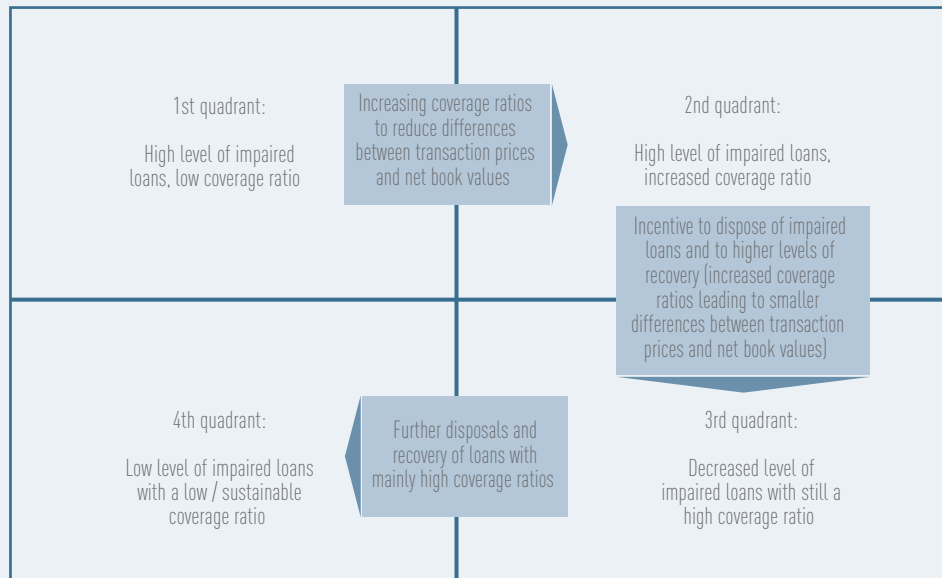 1st quadrant:
High level of impaired
loans, low coverage ratio
Increasing coverage ratios
to reduce differences
between transaction prices
and net book values
2nd quadrant:
High level of impaired loans,
increased coverage ratio
Incentive to dispose of impaired
loans and to higher levels of
recovery (increased coverage
ratios leading to smaller
differences between transaction
prices and net book values)
3rd quadrant:
Decreased level of
impaired loans with still a
high coverage ratio
Further disposals and
recovery of loans with
mainly high coverage ratios
4th quadrant:
Low level of impaired loans
with a low / sustainable
coverage ratio